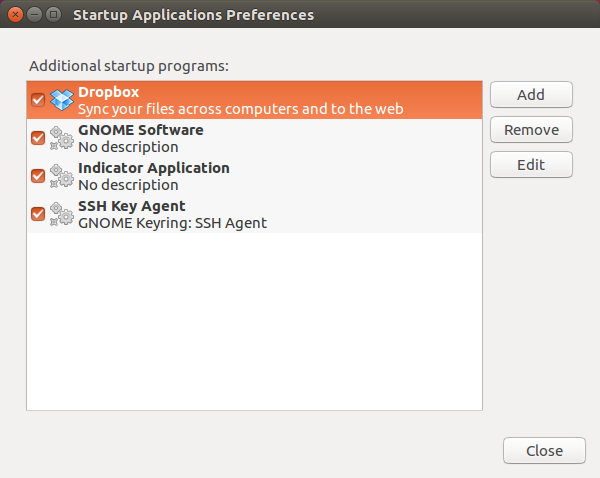 Startup Applications Preferences
Additional startup programs:
Dropbox
Sync your files across computers and to the web
GNOME Software
No description
Indicator Application
No description
SSH Key Agent
GNOME Keyring: SSH Agent
Add
Remove
Edit
Close